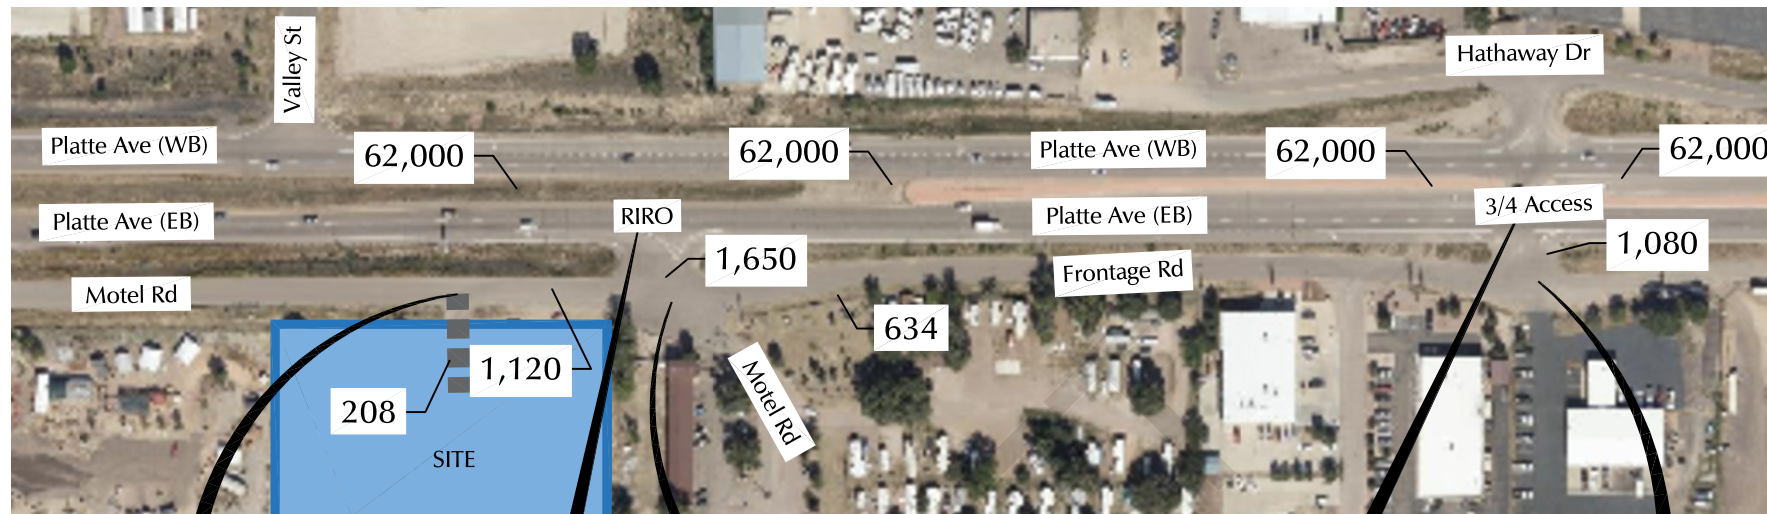 Valley St
Hathaway Dr
Platte Ave (WB)
62,000
62,000
Platte Ave (WB)
62,000
62,000
Platte Ave (EB)
RIRO
Platte Ave (EB)
3/4 Access
1,650
1,080
Motel Rd
Frontage Rd
634
1,120
208
Motel Rd
SITE